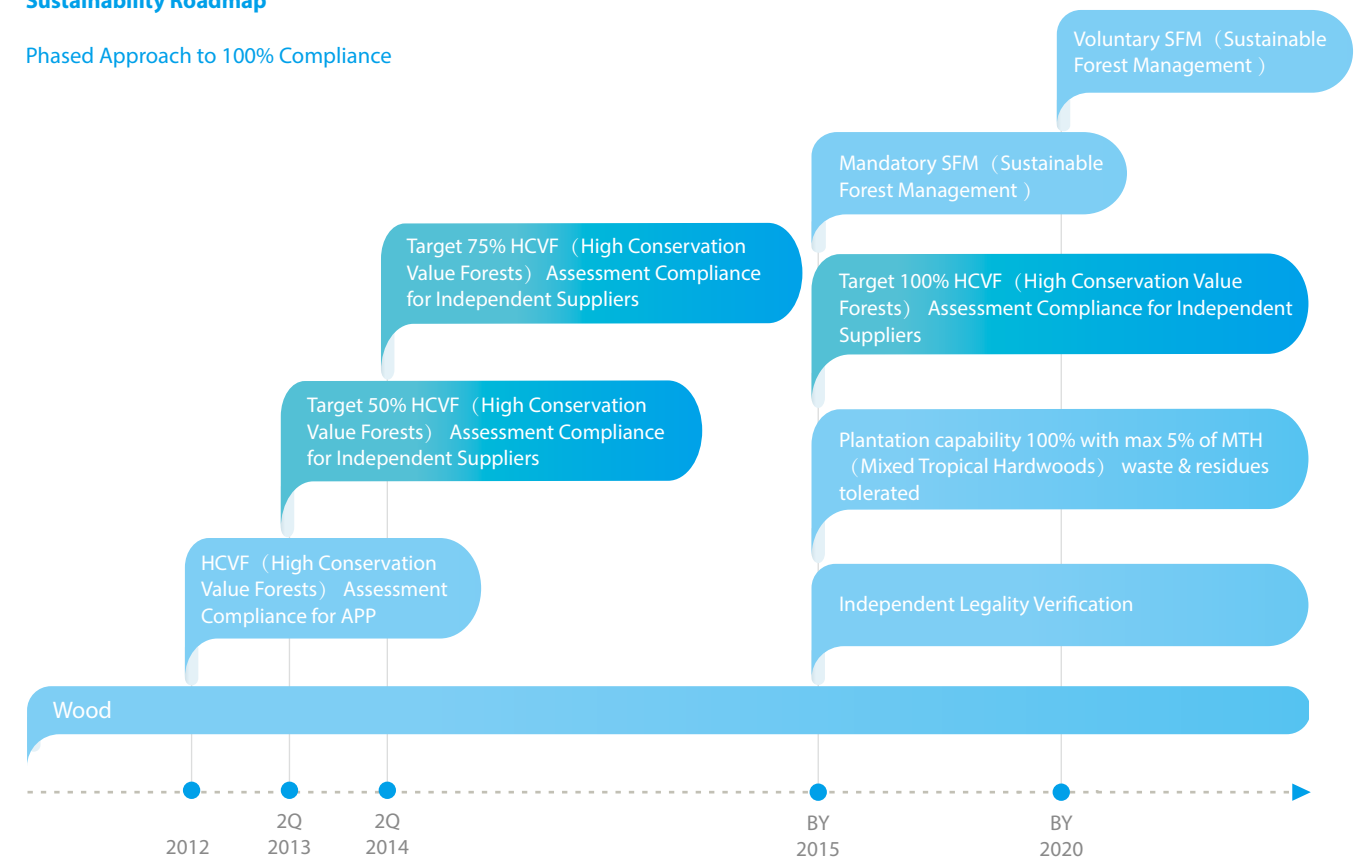 Sustainability Roadmap
Phased Approach to 100% Compliance
Voluntary SFM（Sustainable
Forest Management ）
Mandatory SFM（Sustainable
Forest Management ）
Target 75% HCVF（High Conservation
Value Forests） Assessment Compliance
for Independent Suppliers
Target 100% HCVF（High Conservation Value
Forests） Assessment Compliance for Independent
Suppliers
Target 50% HCVF（High Conservation
Value Forests） Assessment Compliance
for Independent Suppliers
Plantation capability 100% with max 5% of MTH
（Mixed Tropical Hardwoods） waste & residues
tolerated
HCVF（High Conservation
Value Forests） Assessment
Compliance for APP
Independent Legality Verification
Wood
2012
2Q
2013
2Q
2014
BY
2015
BY
2020